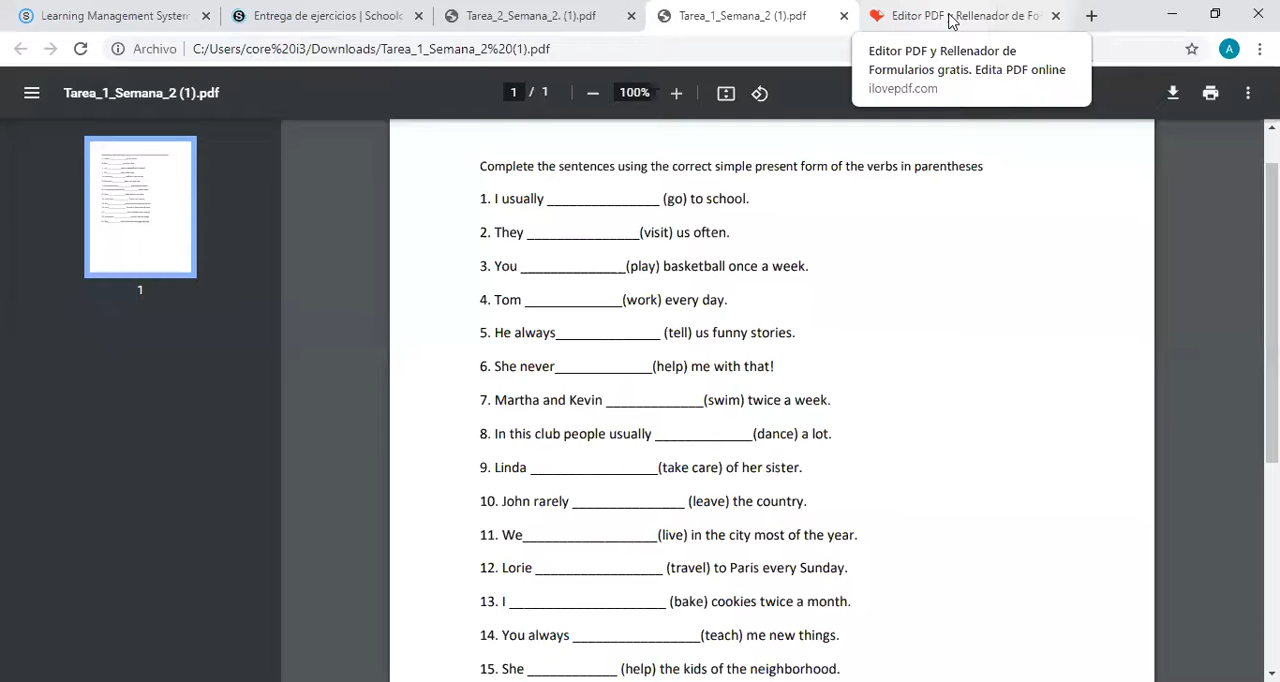 Learning Management System
Entrega de ejercicios | Schoolo
Tarea_2_Semana_2. (1).pdf
Tarea_1_Semana_2 (1).pdf
Editor PDF y Rellenador de Fo
Archivo | C:/Users/core%20i3/Downloads/Tarea_1_Semana_2%20(1).pdf
A
Editor PDF y Rellenador de
Formularios gratis. Edita PDF online
ilovepdf.com
Tarea_1_Semana_2 (1).pdf
1 / 1
100%
Complete the sentences using the correct simple present form of the verbs in parentheses
1. I usually _______________ (go) to school.
2. They _______________(visit) us often.
3. You ______________(play) basketball once a week.
4. Tom _____________(work) every day.
5. He always______________ (tell) us funny stories.
6. She never_____________(help) me with that!
7. Martha and Kevin _____________(swim) twice a week.
8. In this club people usually _____________(dance) a lot.
9. Linda _________________(take care) of her sister.
10. John rarely _______________ (leave) the country.
11. We__________________(live) in the city most of the year.
12. Lorie _________________ (travel) to Paris every Sunday.
13. I _____________________ (bake) cookies twice a month.
14. You always _________________(teach) me new things.
15. She ____________ (help) the kids of the neighborhood.
1